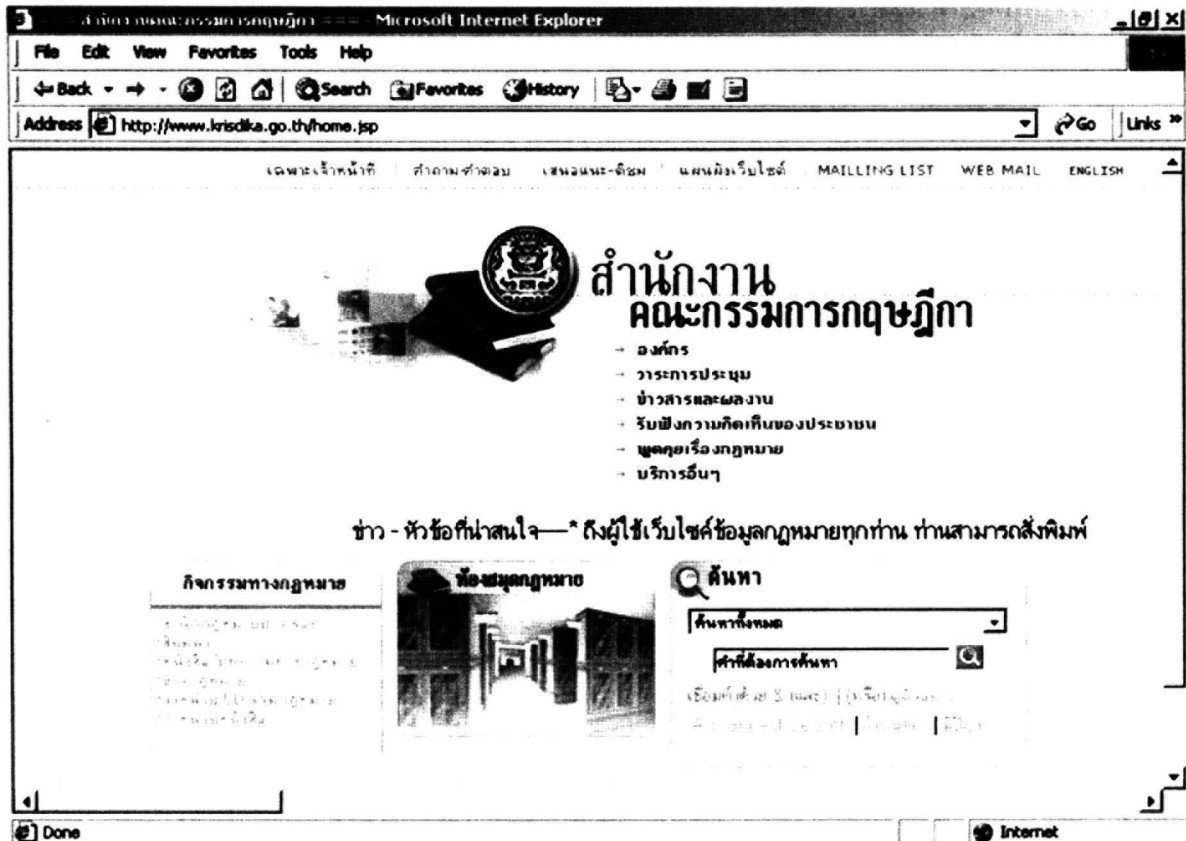 สำนักงานคณะกรรมการกฤษฎีกา ==== - Microsoft Internet Explorer
File Edit View Favorites Tools Help
Back Search Favorites History
Address http://www.krisdika.go.th/home.jsp Go Links »
เฉพาะเจ้าหน้าที่ คำถาม-คำตอบ เสนอแนะ-ติชม แผนผังเว็บไซต์ MAILLING LIST WEB MAIL ENGLISH
สำนักงาน
คณะกรรมการกฤษฎีกา
→ องค์กร
→ วาระการประชุม
→ ข่าวสารและผลงาน
→ รับฟังความคิดเห็นของประชาชน
→ พูดคุยเรื่องกฎหมาย
→ บริการอื่นๆ
ข่าว - หัวข้อที่น่าสนใจ----* ถึงผู้ใช้เว็บไซต์ข้อมูลกฎหมายทุกท่าน ท่านสามารถสั่งพิมพ์
กิจกรรมทางกฎหมาย
ห้องสมุดกฎหมาย
ค้นหา
ค้นหาทั้งหมด
คำที่ต้องการค้นหา
Done Internet